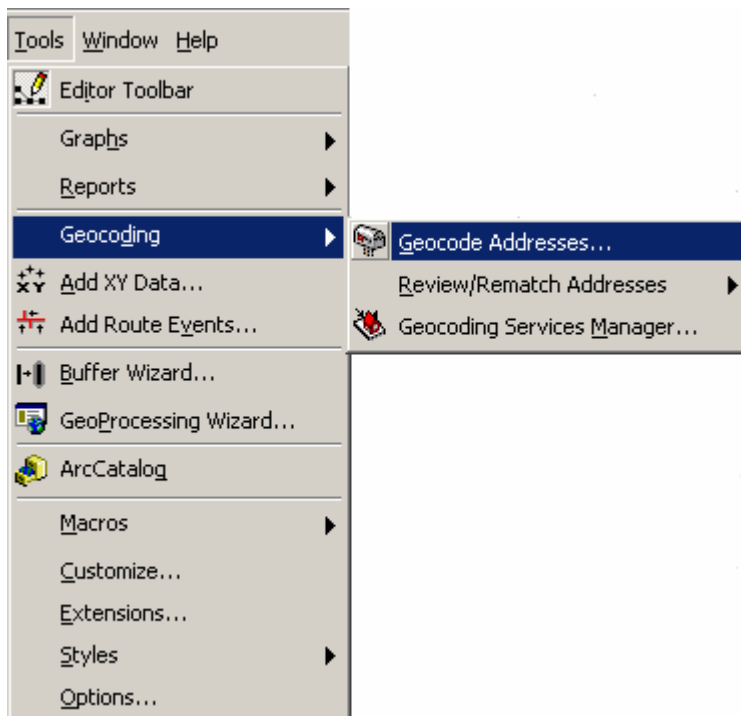 Tools Window Help
Editor Toolbar
Graphs
Reports
Geocoding
Geocode Addresses...
Add XY Data...
Review/Rematch Addresses
Add Route Events...
Geocoding Services Manager...
Buffer Wizard...
GeoProcessing Wizard...
ArcCatalog
Macros
Customize...
Extensions...
Styles
Options...